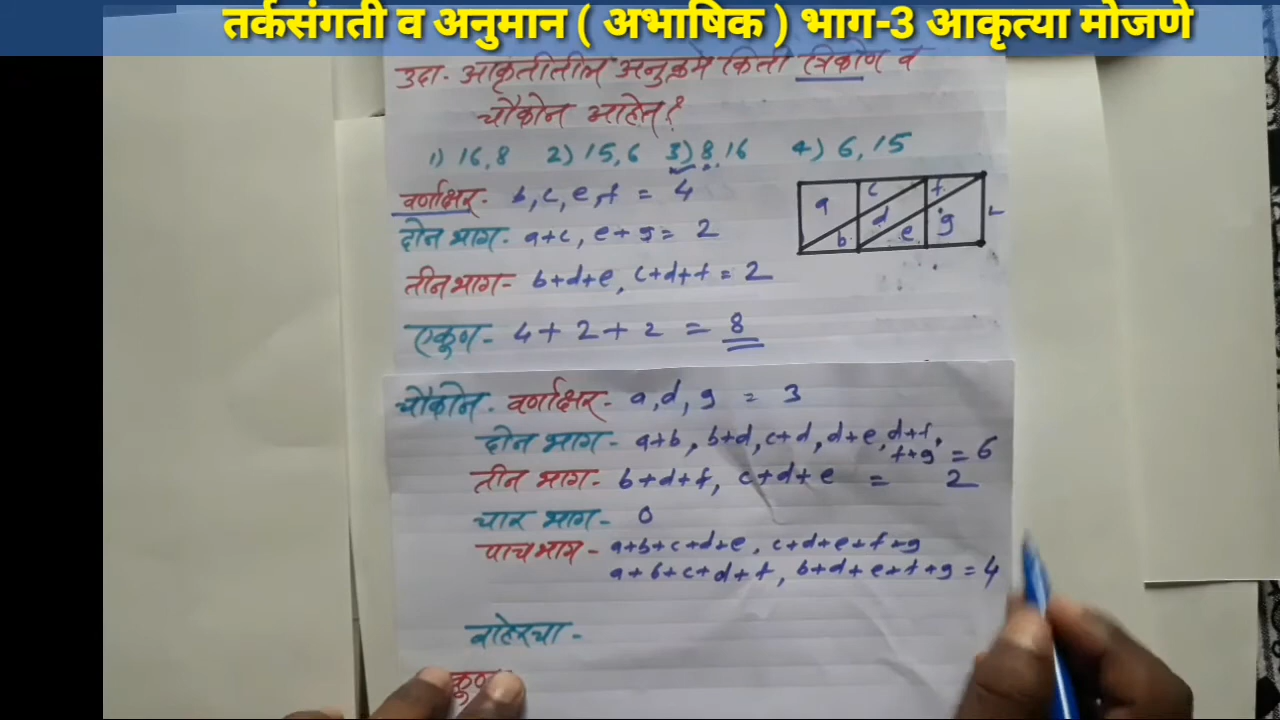 तर्कसंगती व अनुमान ( अभाषिक ) भाग-3 आकृत्या मोजणे
उदा. आकृतीतील अनुक्रमे किती त्रिकोण व
चौकोन आहेत?
1) 16,8 2) 15,6 3) 8,16 4) 6,15
वर्णाक्षर- b, c, e, f = 4
दोन भाग- a+c, e+g = 2
तीन भाग- b+d+e, c+d+f = 2
एकूण- 4+2+2 = 8
a c f
b d e g
चौकोन- वर्णाक्षर- a, d, g = 3
दोन भाग- a+b, b+d, c+d, d+e, d+f,
f+g = 6
तीन भाग- b+d+f, c+d+e = 2
चार भाग- 0
पाच भाग- a+b+c+d+e, c+d+e+f+g
a+b+c+d+f, b+d+e+f+g = 4
बाहेरचा-